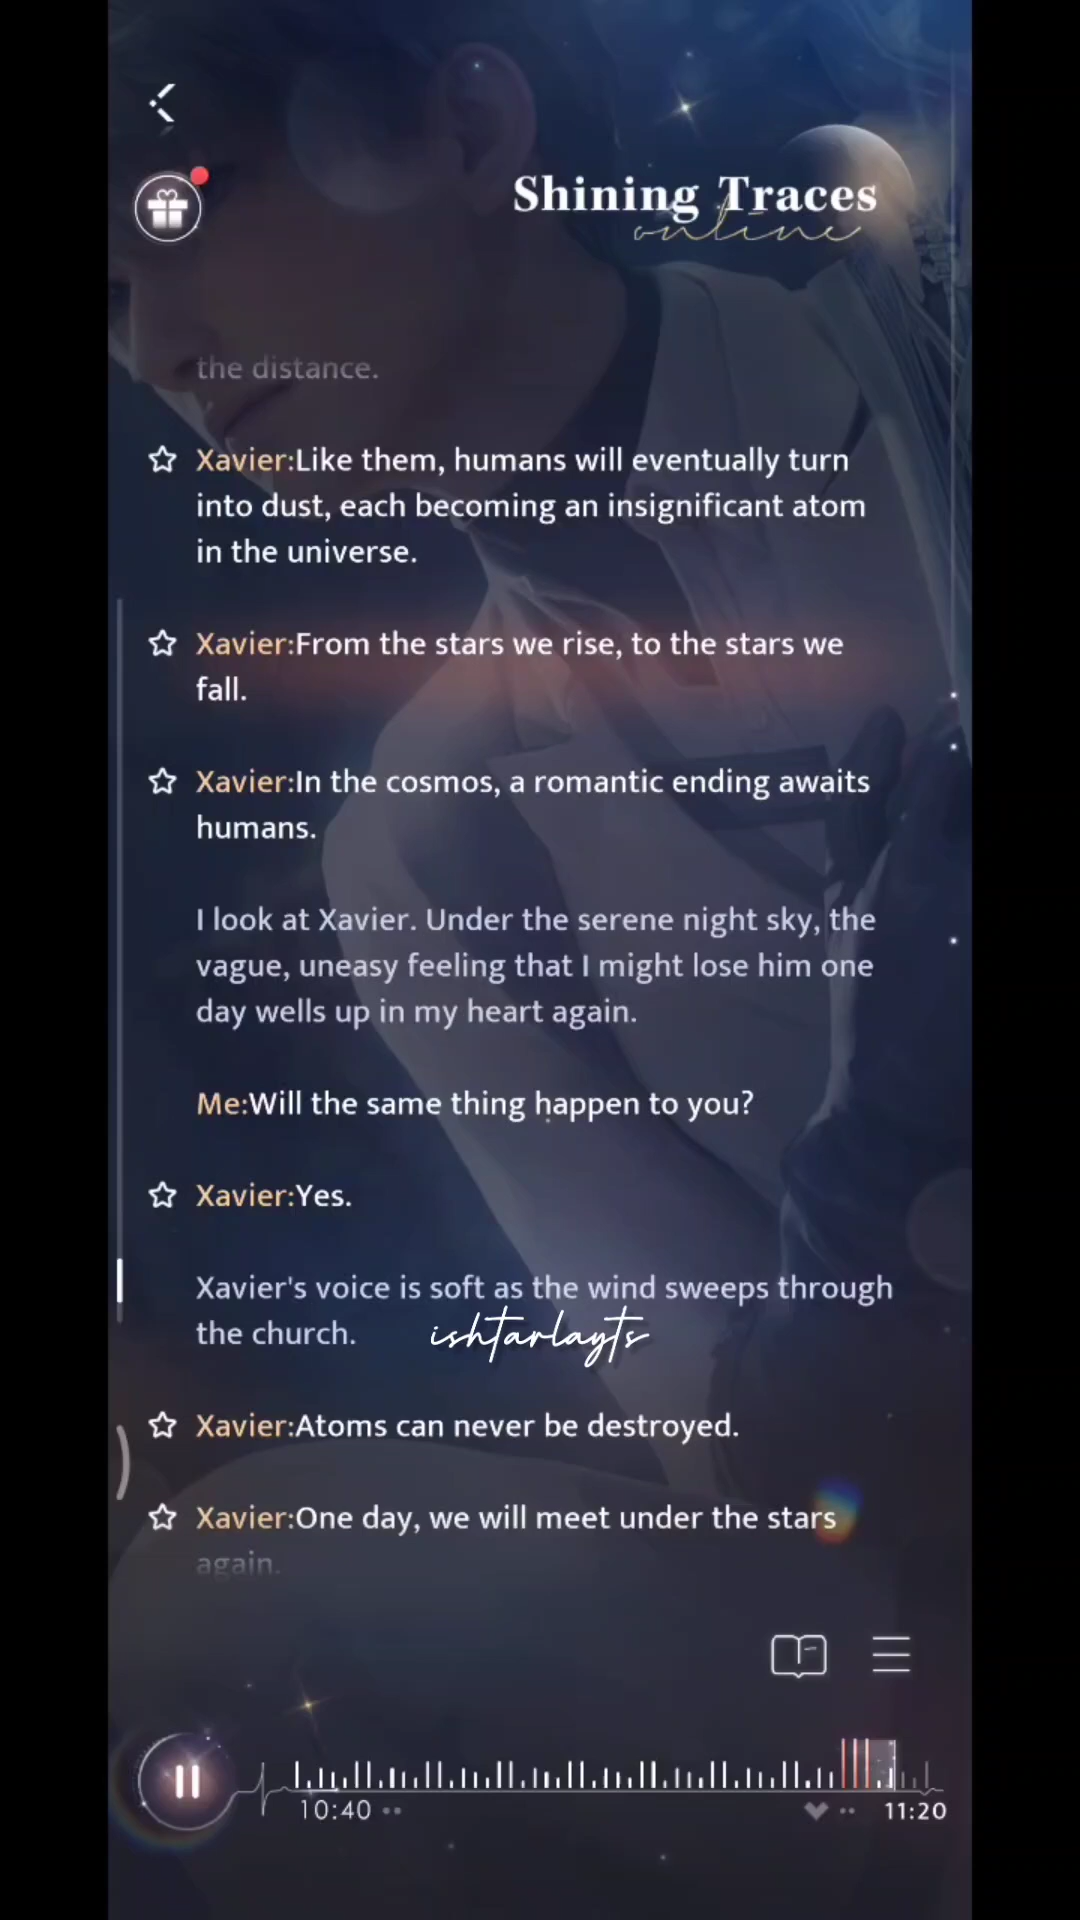 Shining Traces
online
the distance.
Xavier:Like them, humans will eventually turn
into dust, each becoming an insignificant atom
in the universe.
Xavier:From the stars we rise, to the stars we
fall.
Xavier:In the cosmos, a romantic ending awaits
humans.
I look at Xavier. Under the serene night sky, the
vague, uneasy feeling that I might lose him one
day wells up in my heart again.
Me:Will the same thing happen to you?
Xavier:Yes.
Xavier's voice is soft as the wind sweeps through
the church.
ishtarlayts
Xavier:Atoms can never be destroyed.
Xavier:One day, we will meet under the stars
again.
10:40
11:20